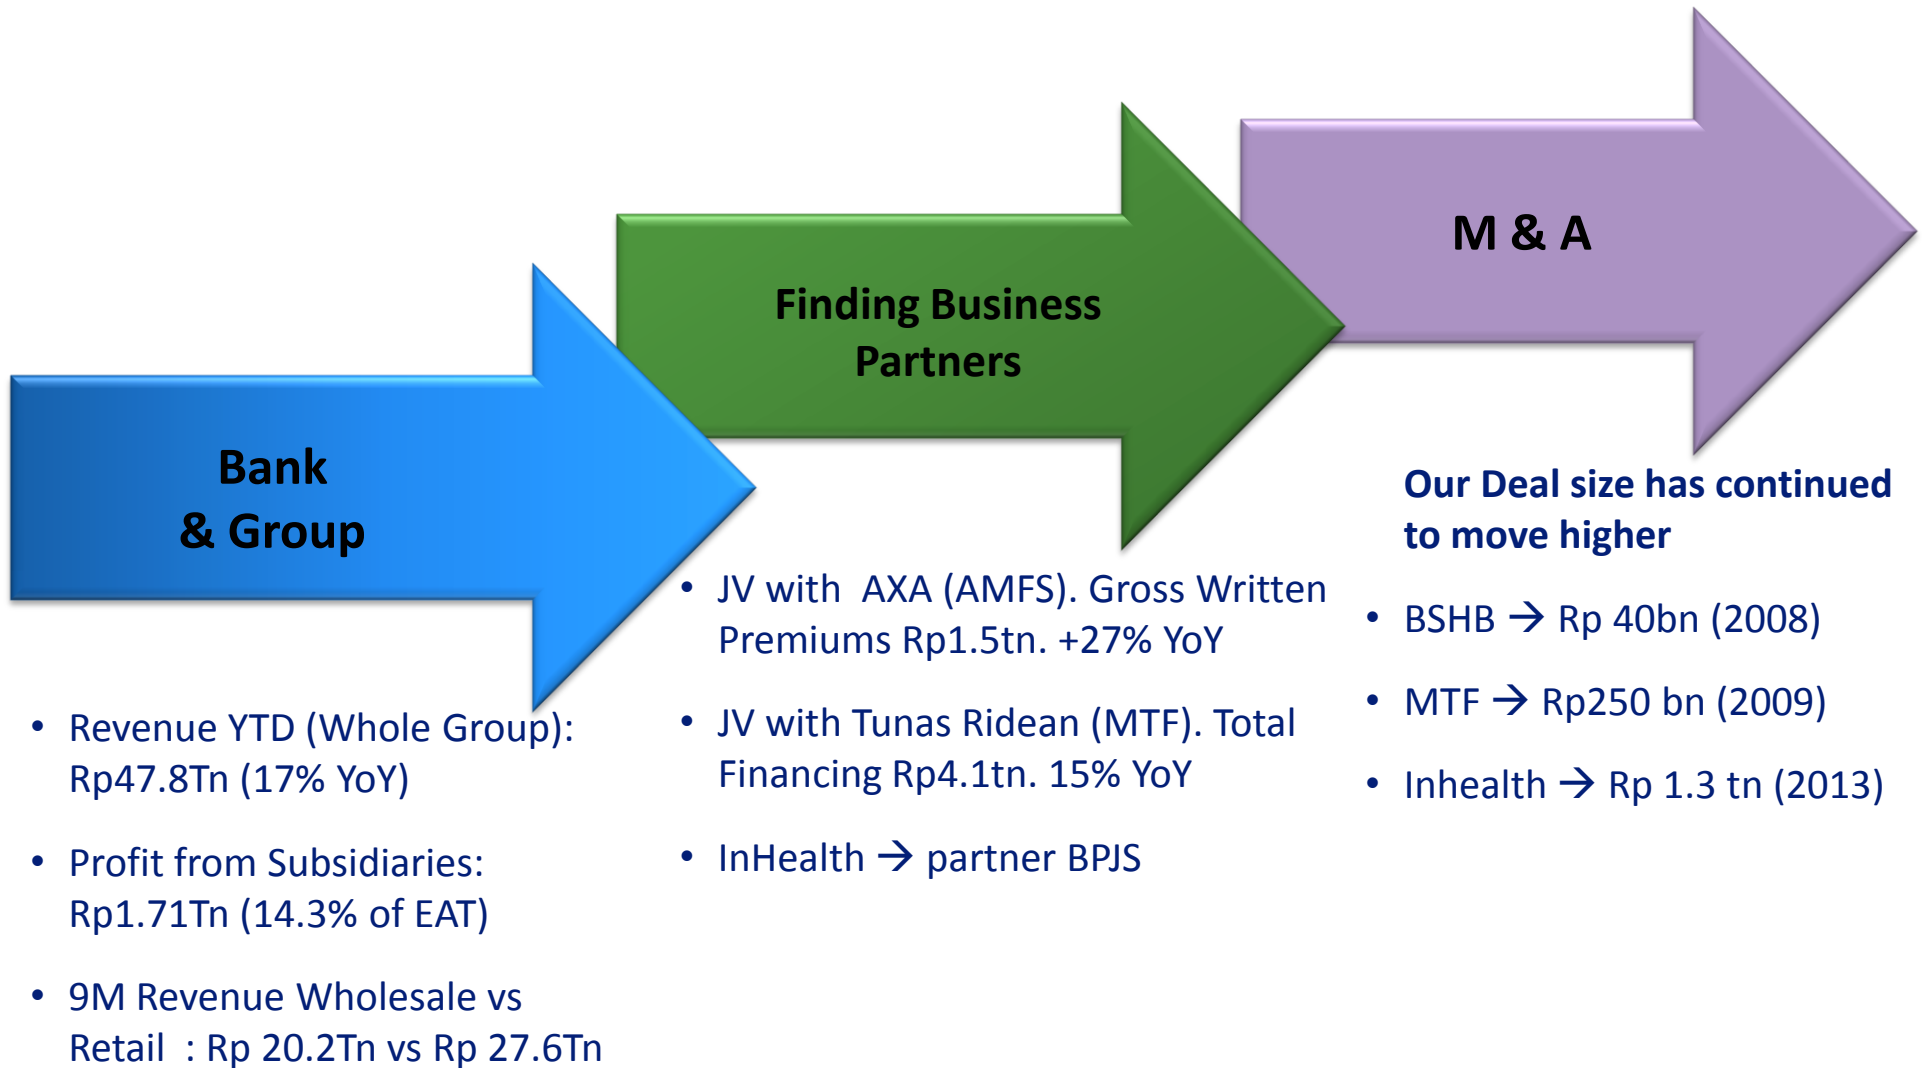 Bank
& Group
• Revenue YTD (Whole Group):
Rp47.8Tn (17% YoY)
• Profit from Subsidiaries:
Rp1.71Tn (14.3% of EAT)
• 9M Revenue Wholesale vs
Retail : Rp 20.2Tn vs Rp 27.6Tn
Finding Business
Partners
• JV with AXA (AMFS). Gross Written
Premiums Rp1.5tn. +27% YoY
• JV with Tunas Ridean (MTF). Total
Financing Rp4.1tn. 15% YoY
• InHealth → partner BPJS
M & A
Our Deal size has continued
to move higher
• BSHB → Rp 40bn (2008)
• MTF → Rp250 bn (2009)
• Inhealth → Rp 1.3 tn (2013)